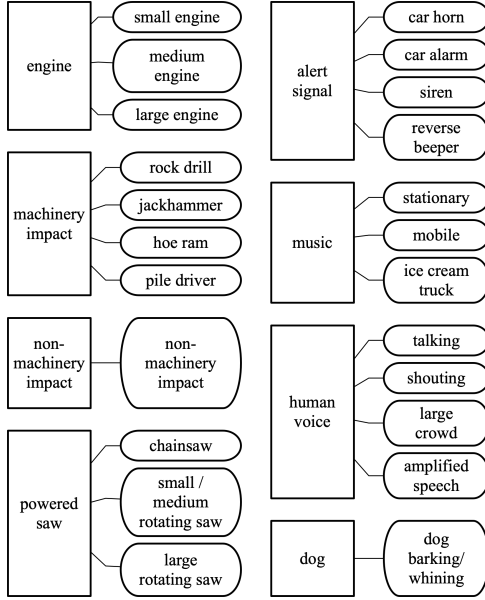 engine
small engine
medium
engine
large engine
machinery
impact
rock drill
jackhammer
hoe ram
pile driver
non-
machinery
impact
non-
machinery
impact
powered
saw
chainsaw
small /
medium
rotating saw
large
rotating saw
alert
signal
car horn
car alarm
siren
reverse
beeper
music
stationary
mobile
ice cream
truck
human
voice
talking
shouting
large
crowd
amplified
speech
dog
dog
barking/
whining